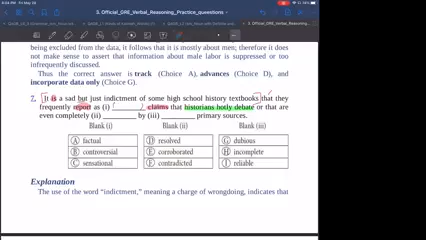 3. Official_GRE_Verbal_Reasoning_Practice_questions
being excluded from the data, it follows that it is mostly about men; therefore it does
not make sense to assert that information about male labor is suppressed or too
infrequently discussed.
Thus the correct answer is track (Choice A), advances (Choice D), and
incorporate data only (Choice G).
7. It is a sad but just indictment of some high school history textbooks that they
frequently report as (i) ________ claims that historians hotly debate or that are
even completely (ii) ________ by (iii) ________ primary sources.
Blank (i) Blank (ii) Blank (iii)
A factual D resolved G dubious
B controversial E corroborated H incomplete
C sensational F contradicted I reliable
Explanation
The use of the word “indictment,” meaning a charge of wrongdoing, indicates that